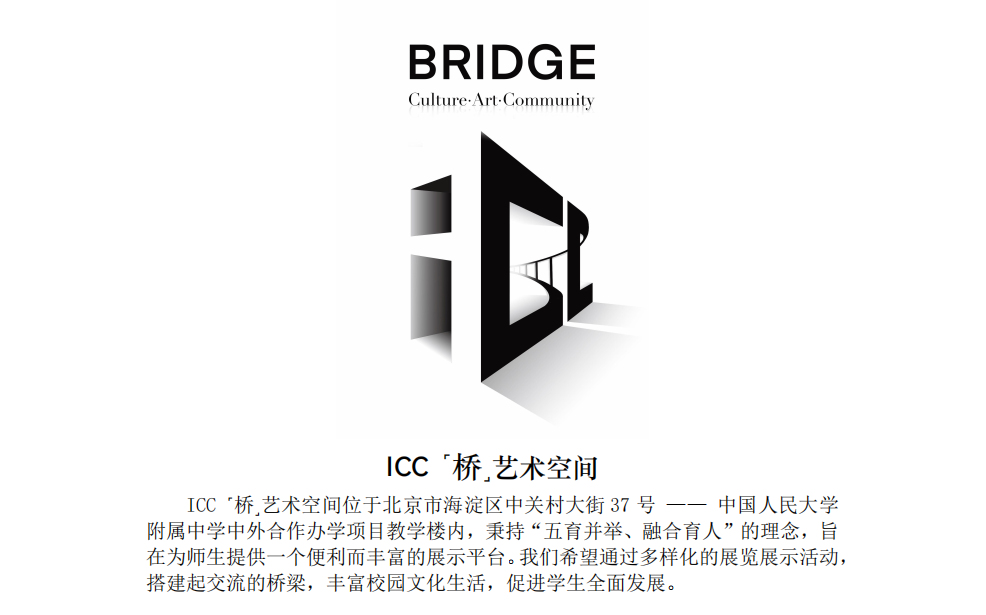 BRIDGE
Culture·Art·Community
iCC
ICC「桥」艺术空间
ICC「桥」艺术空间位于北京市海淀区中关村大街 37 号 —— 中国人民大学
附属中学中外合作办学项目教学楼内，秉持“五育并举、融合育人”的理念，旨
在为师生提供一个便利而丰富的展示平台。我们希望通过多样化的展览展示活动，
搭建起交流的桥梁，丰富校园文化生活，促进学生全面发展。